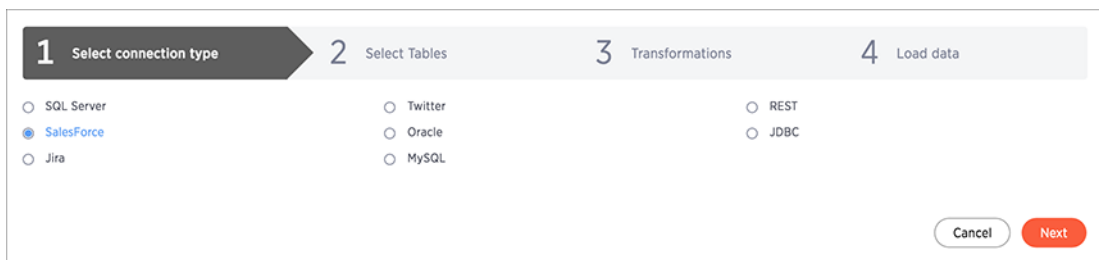 1 Select connection type 2 Select Tables 3 Transformations 4 Load data
SQL Server Twitter REST
SalesForce Oracle JDBC
Jira MySQL
Cancel Next